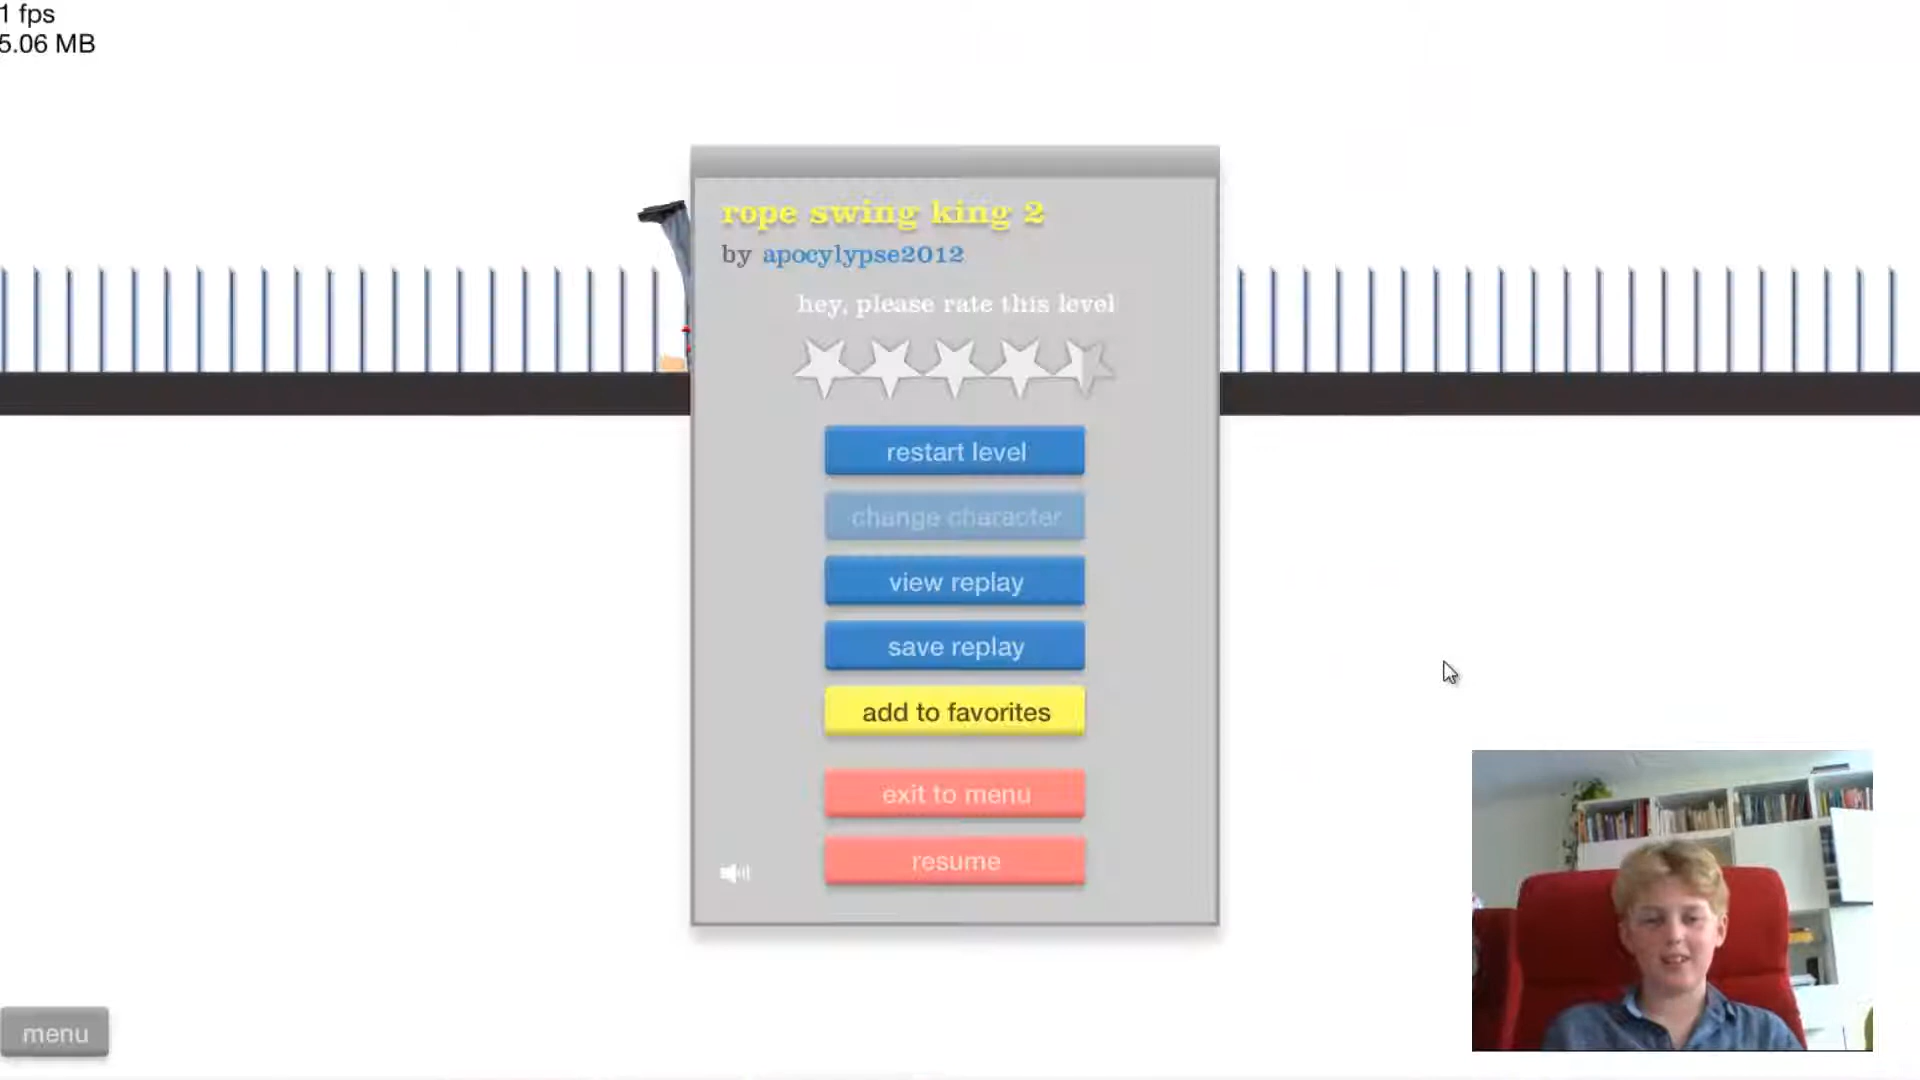 1 fps
5.06 MB
rope swing king 2
by apocylypse2012
hey, please rate this level
restart level
change character
view replay
save replay
add to favorites
exit to menu
resume
menu